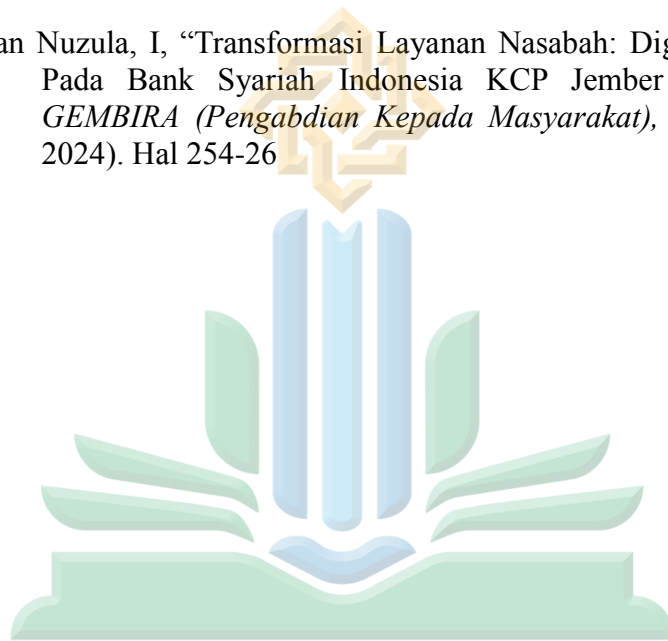 an Nuzula, I, “Transformasi Layanan Nasabah: Dig
Pada Bank Syariah Indonesia KCP Jember
GEMBIRA (Pengabdian Kepada Masyarakat),
2024). Hal 254-26